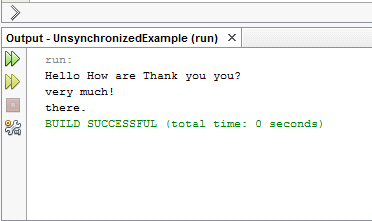 Output - UnsynchronizedExample (run)
run:
Hello How are Thank you you?
very much!
there.
BUILD SUCCESSFUL (total time: 0 seconds)